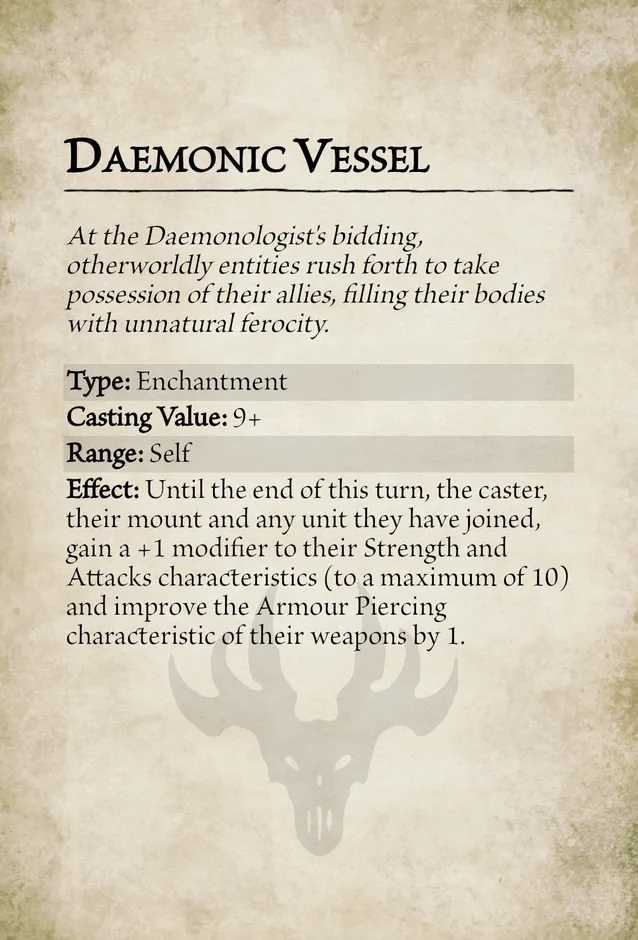 Daemonic Vessel
At the Daemonologist's bidding,
otherworldly entities rush forth to take
possession of their allies, filling their bodies
with unnatural ferocity.
Type: Enchantment
Casting Value: 9+
Range: Self
Effect: Until the end of this turn, the caster,
their mount and any unit they have joined,
gain a +1 modifier to their Strength and
Attacks characteristics (to a maximum of 10)
and improve the Armour Piercing
characteristic of their weapons by 1.